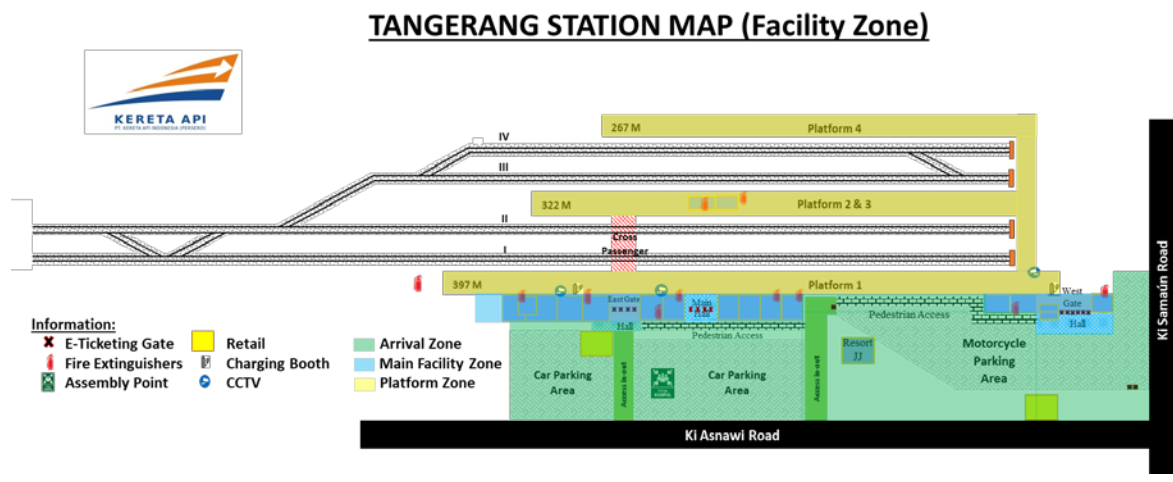 TANGERANG STATION MAP (Facility Zone)
KERETA API
PT. KERETA API INDONESIA (PERSERO)
267 M
Platform 4
IV
III
322 M
Platform 2 & 3
II
Cross
Passenger
I
397 M
Platform 1
East Gate
Hall
Main
Hall
Pedestrian Access
Pedestrian Access
West
Gate
Hall
Resort
JJ
Motorcycle
Parking
Area
Car Parking
Area
Access in-out
Car Parking
Area
Access in-out
Ki Asnawi Road
Ki Samaún Road
Information:
E-Ticketing Gate
Retail
Arrival Zone
Fire Extinguishers
Charging Booth
Main Facility Zone
Assembly Point
CCTV
Platform Zone